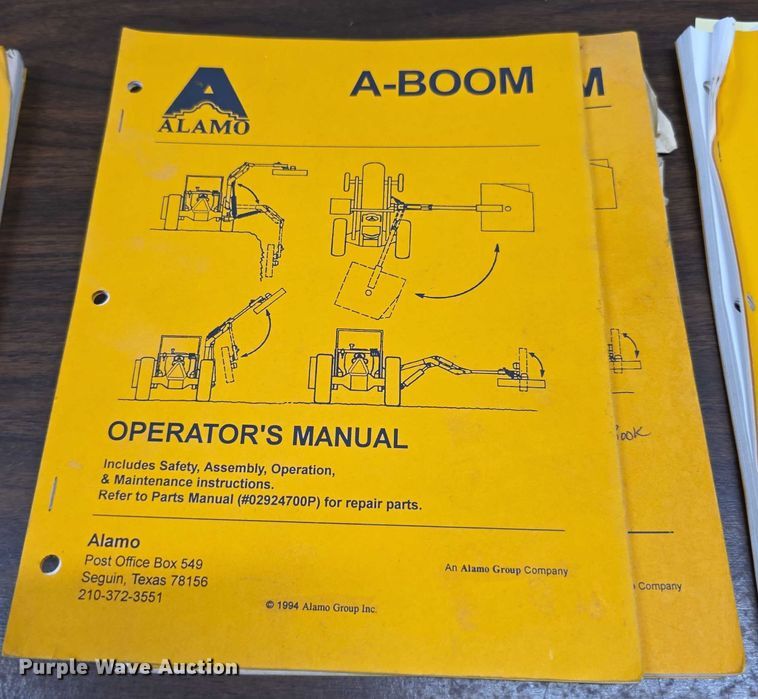 ALAMO
A-BOOM
M
OPERATOR'S MANUAL
Includes Safety, Assembly, Operation,
& Maintenance instructions.
Refer to Parts Manual (#02924700P) for repair parts.
Alamo
Post Office Box 549
Seguin, Texas 78156
210-372-3551
An Alamo Group Company
© 1994 Alamo Group Inc.
Company
Purple Wave Auction